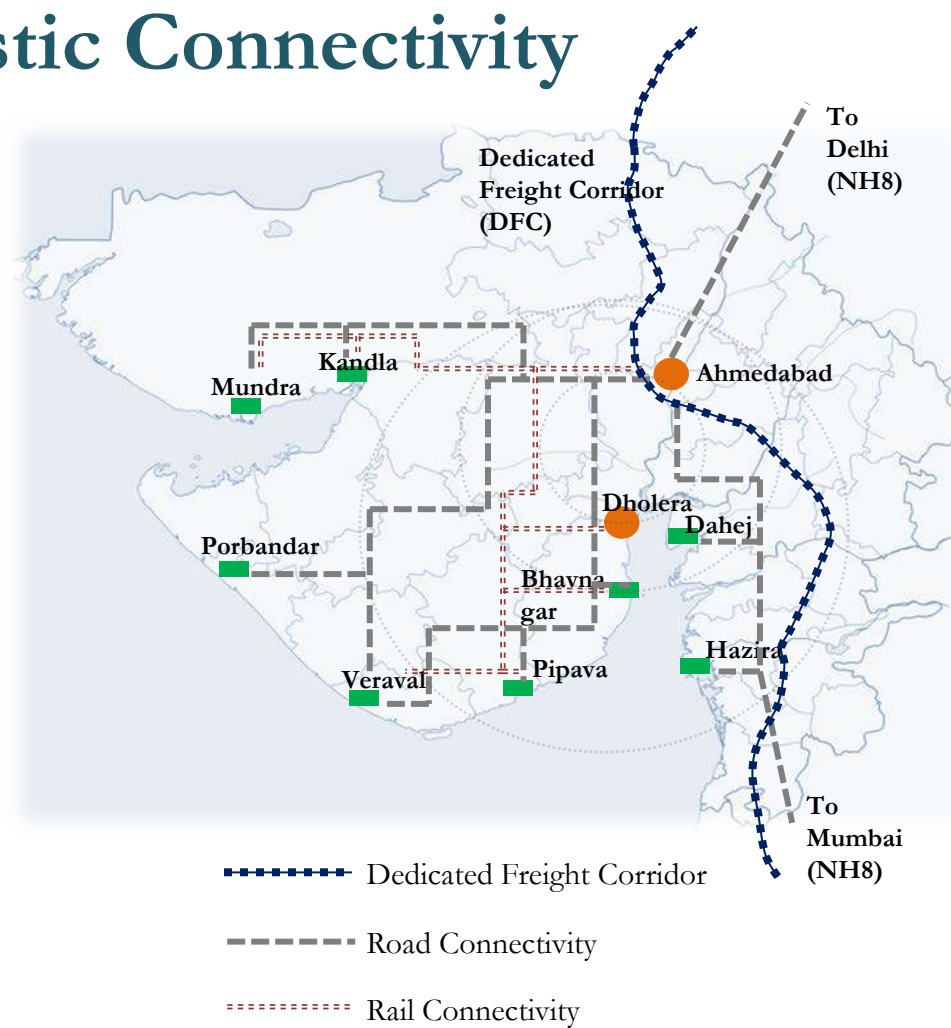 stic Connectivity
To
Delhi
(NH8)
Dedicated
Freight Corridor
(DFC)
Kandla
Mundra
Ahmedabad
Dholera
Dahej
Porbandar
Bhavna
gar
Hazira
Pipava
Veraval
To
Mumbai
(NH8)
Dedicated Freight Corridor
Road Connectivity
Rail Connectivity